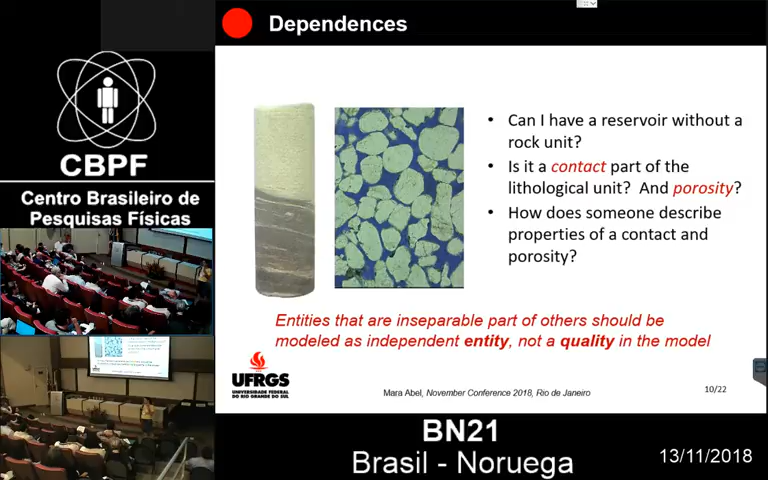 Dependences
• Can I have a reservoir without a
rock unit?
• Is it a contact part of the
lithological unit? And porosity?
• How does someone describe
properties of a contact and
porosity?
Entities that are inseparable part of others should be
modeled as independent entity, not a quality in the model
UFRGS
UNIVERSIDADE FEDERAL
DO RIO GRANDE DO SUL
Mara Abel, November Conference 2018, Rio de Janeiro
10/22
CBPF
Centro Brasileiro de
Pesquisas Físicas
BN21
Brasil - Noruega
13/11/2018